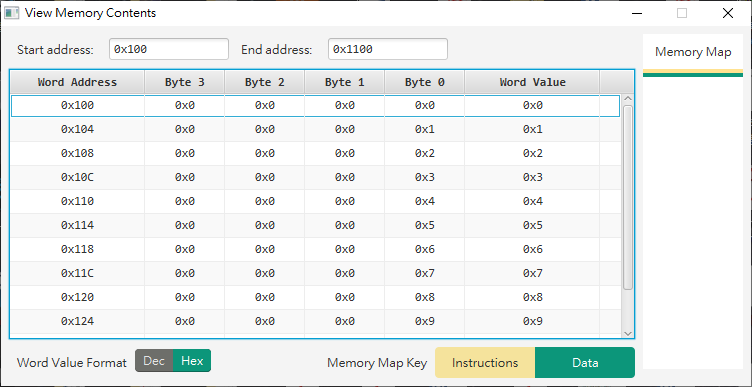 View Memory Contents
Start address: 0x100 End address: 0x1100 Memory Map
Word Address Byte 3 Byte 2 Byte 1 Byte 0 Word Value
0x100 0x0 0x0 0x0 0x0 0x0
0x104 0x0 0x0 0x0 0x1 0x1
0x108 0x0 0x0 0x0 0x2 0x2
0x10C 0x0 0x0 0x0 0x3 0x3
0x110 0x0 0x0 0x0 0x4 0x4
0x114 0x0 0x0 0x0 0x5 0x5
0x118 0x0 0x0 0x0 0x6 0x6
0x11C 0x0 0x0 0x0 0x7 0x7
0x120 0x0 0x0 0x0 0x8 0x8
0x124 0x0 0x0 0x0 0x9 0x9
Word Value Format Dec Hex Memory Map Key Instructions Data